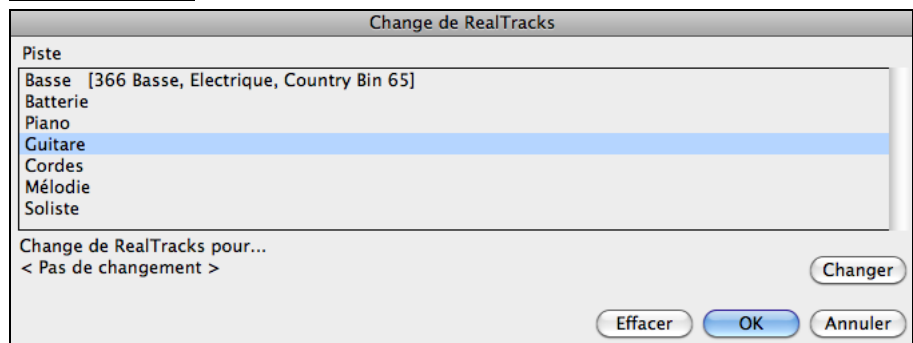 Change de RealTracks
Piste
Basse [366 Basse, Electrique, Country Bin 65]
Batterie
Piano
Guitare
Cordes
Mélodie
Soliste
Change de RealTracks pour...
< Pas de changement >
Changer
Effacer OK Annuler